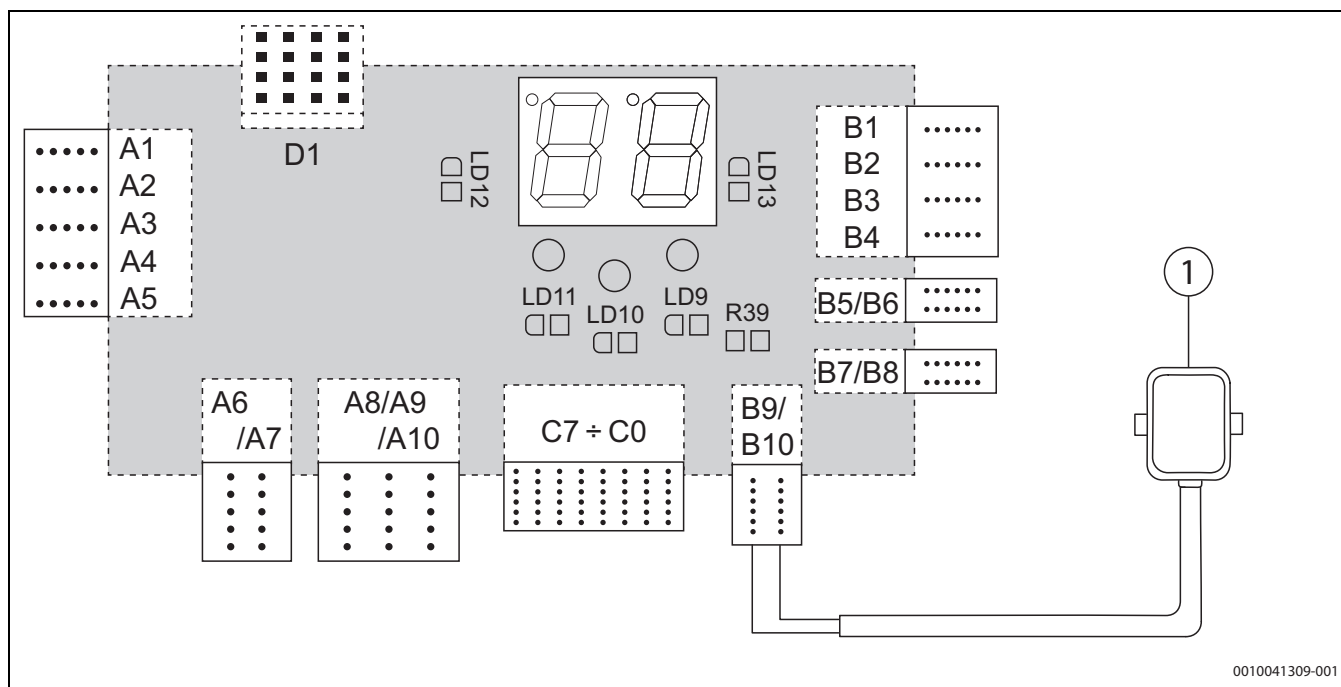 D1
A1
A2
A3
A4
A5
LD12
LD13
B1
B2
B3
B4
1
LD11
LD10
LD9
R39
B5/B6
B7/B8
A6
/A7
A8/A9
/A10
C7 ÷ C0
B9/
B10
0010041309-001